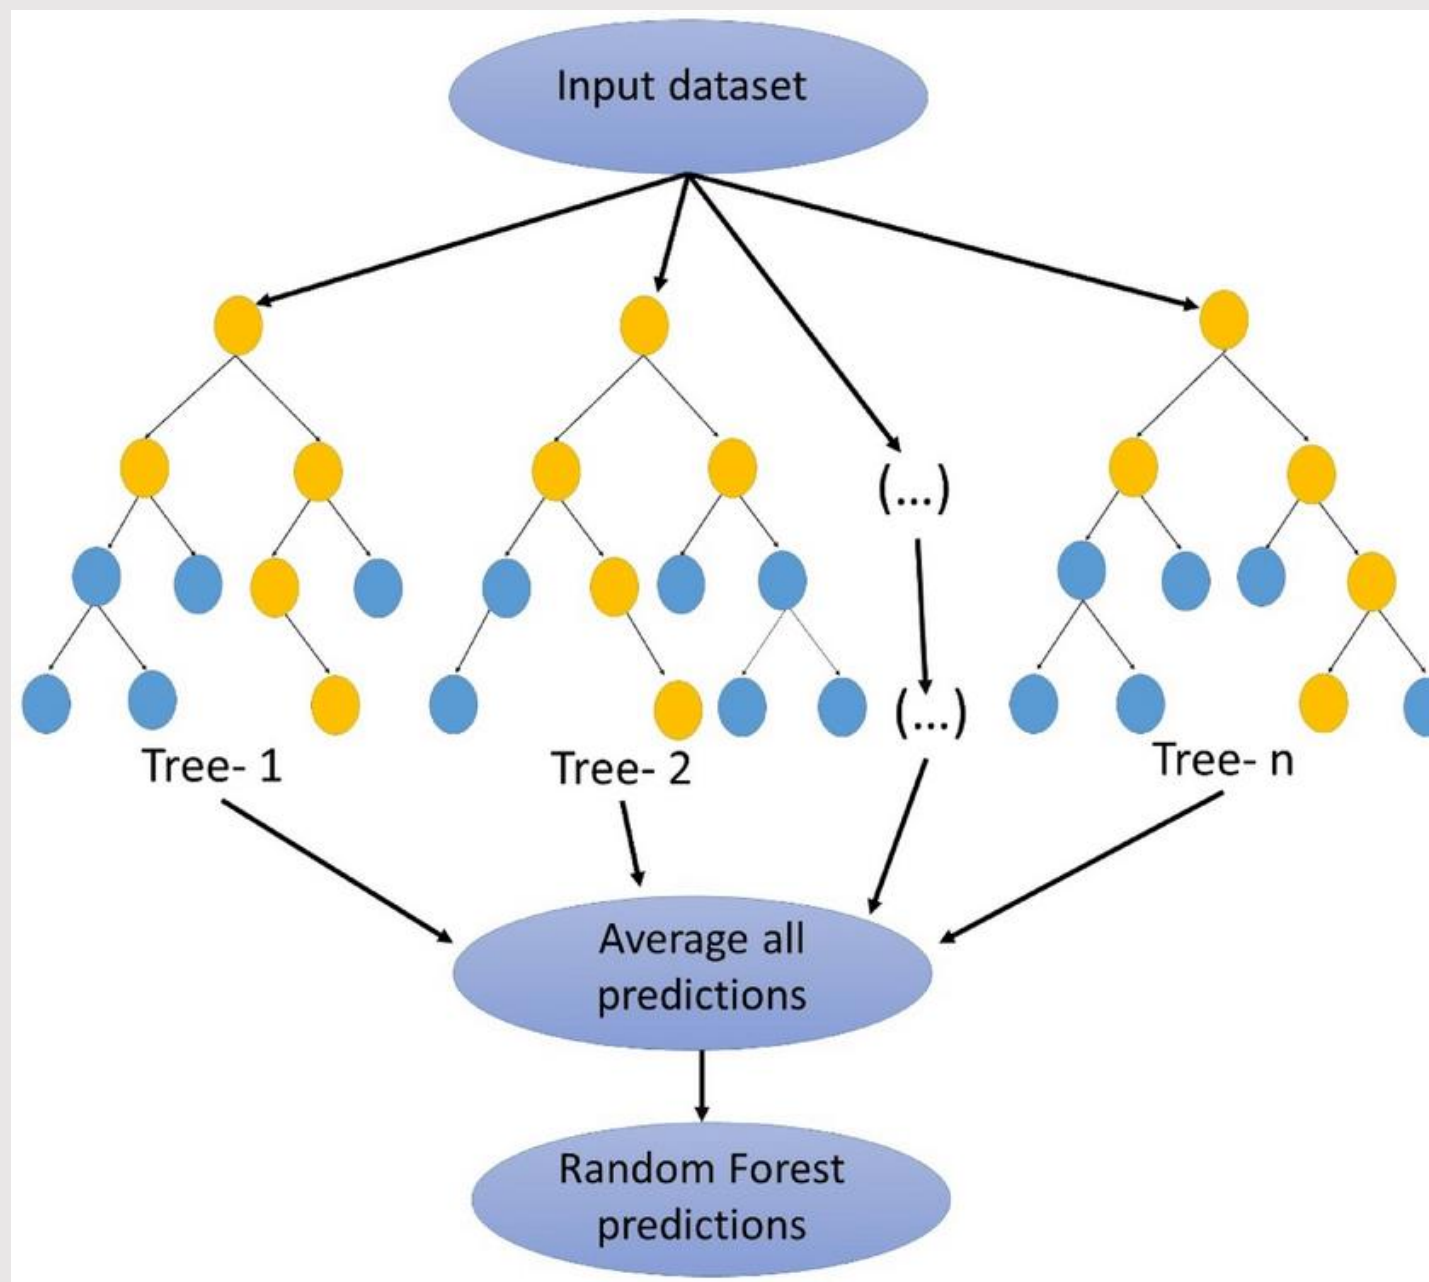 Input dataset
(...)
(...)
Tree- 1
Tree- 2
Tree- n
Average all
predictions
Random Forest
predictions